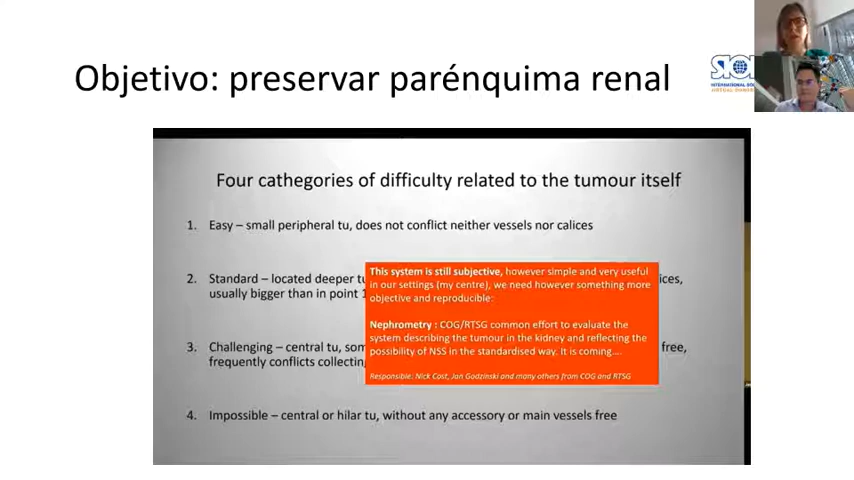 Objetivo: preservar parénquima renal
SIO
INTERNATIONAL SO
Four cathegories of difficulty related to the tumour itself
1. Easy – small peripheral tu, does not conflict neither vessels nor calices
2. Standard – located deeper tu ices,
usually bigger than in point 1
3. Challenging – central tu, som free,
frequently conflicts collecting
This system is still subjective, however simple and very useful
in our settings (my centre), we need however something more
objective and reproducible:
Nephrometry : COG/RTSG common effort to evaluate the
system describing the tumour in the kidney and reflecting the
possibility of NSS in the standardised way. It is coming....
Responsible: Nick Cost, Jan Godzinski and many others from COG and RTSG
4. Impossible – central or hilar tu, without any accessory or main vessels free